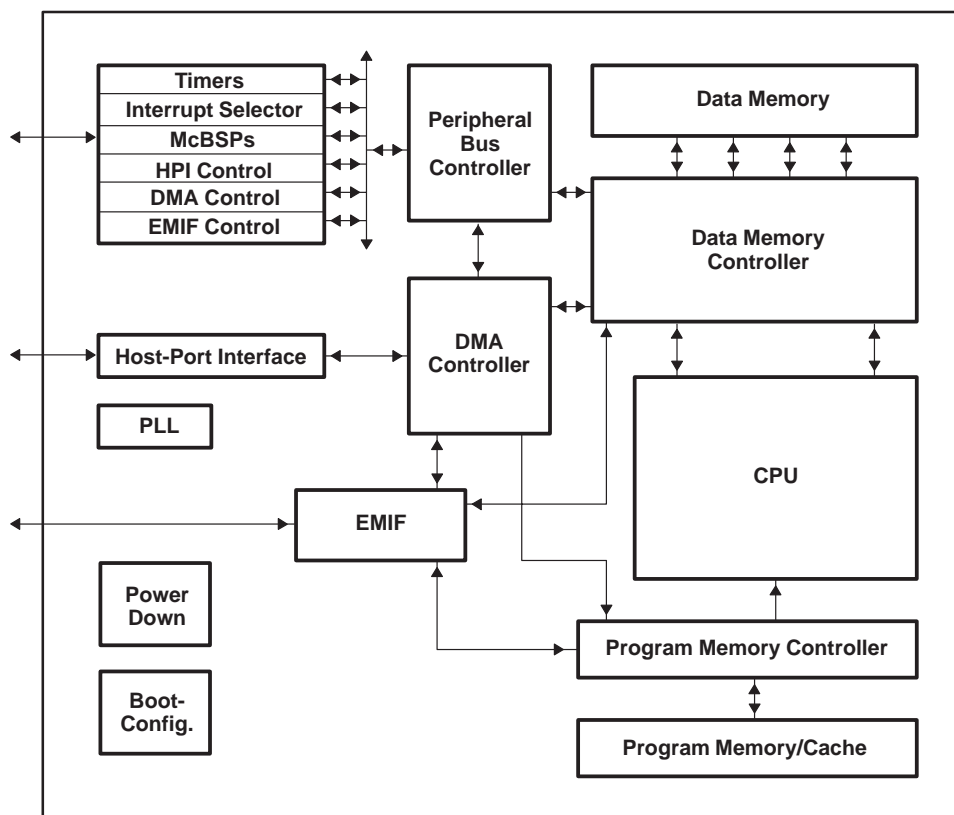 Timers
Interrupt Selector
McBSPs
HPI Control
DMA Control
EMIF Control
Peripheral
Bus
Controller
Data Memory
Data Memory
Controller
Host-Port Interface
DMA
Controller
PLL
CPU
EMIF
Power
Down
Program Memory Controller
Boot-
Config.
Program Memory/Cache